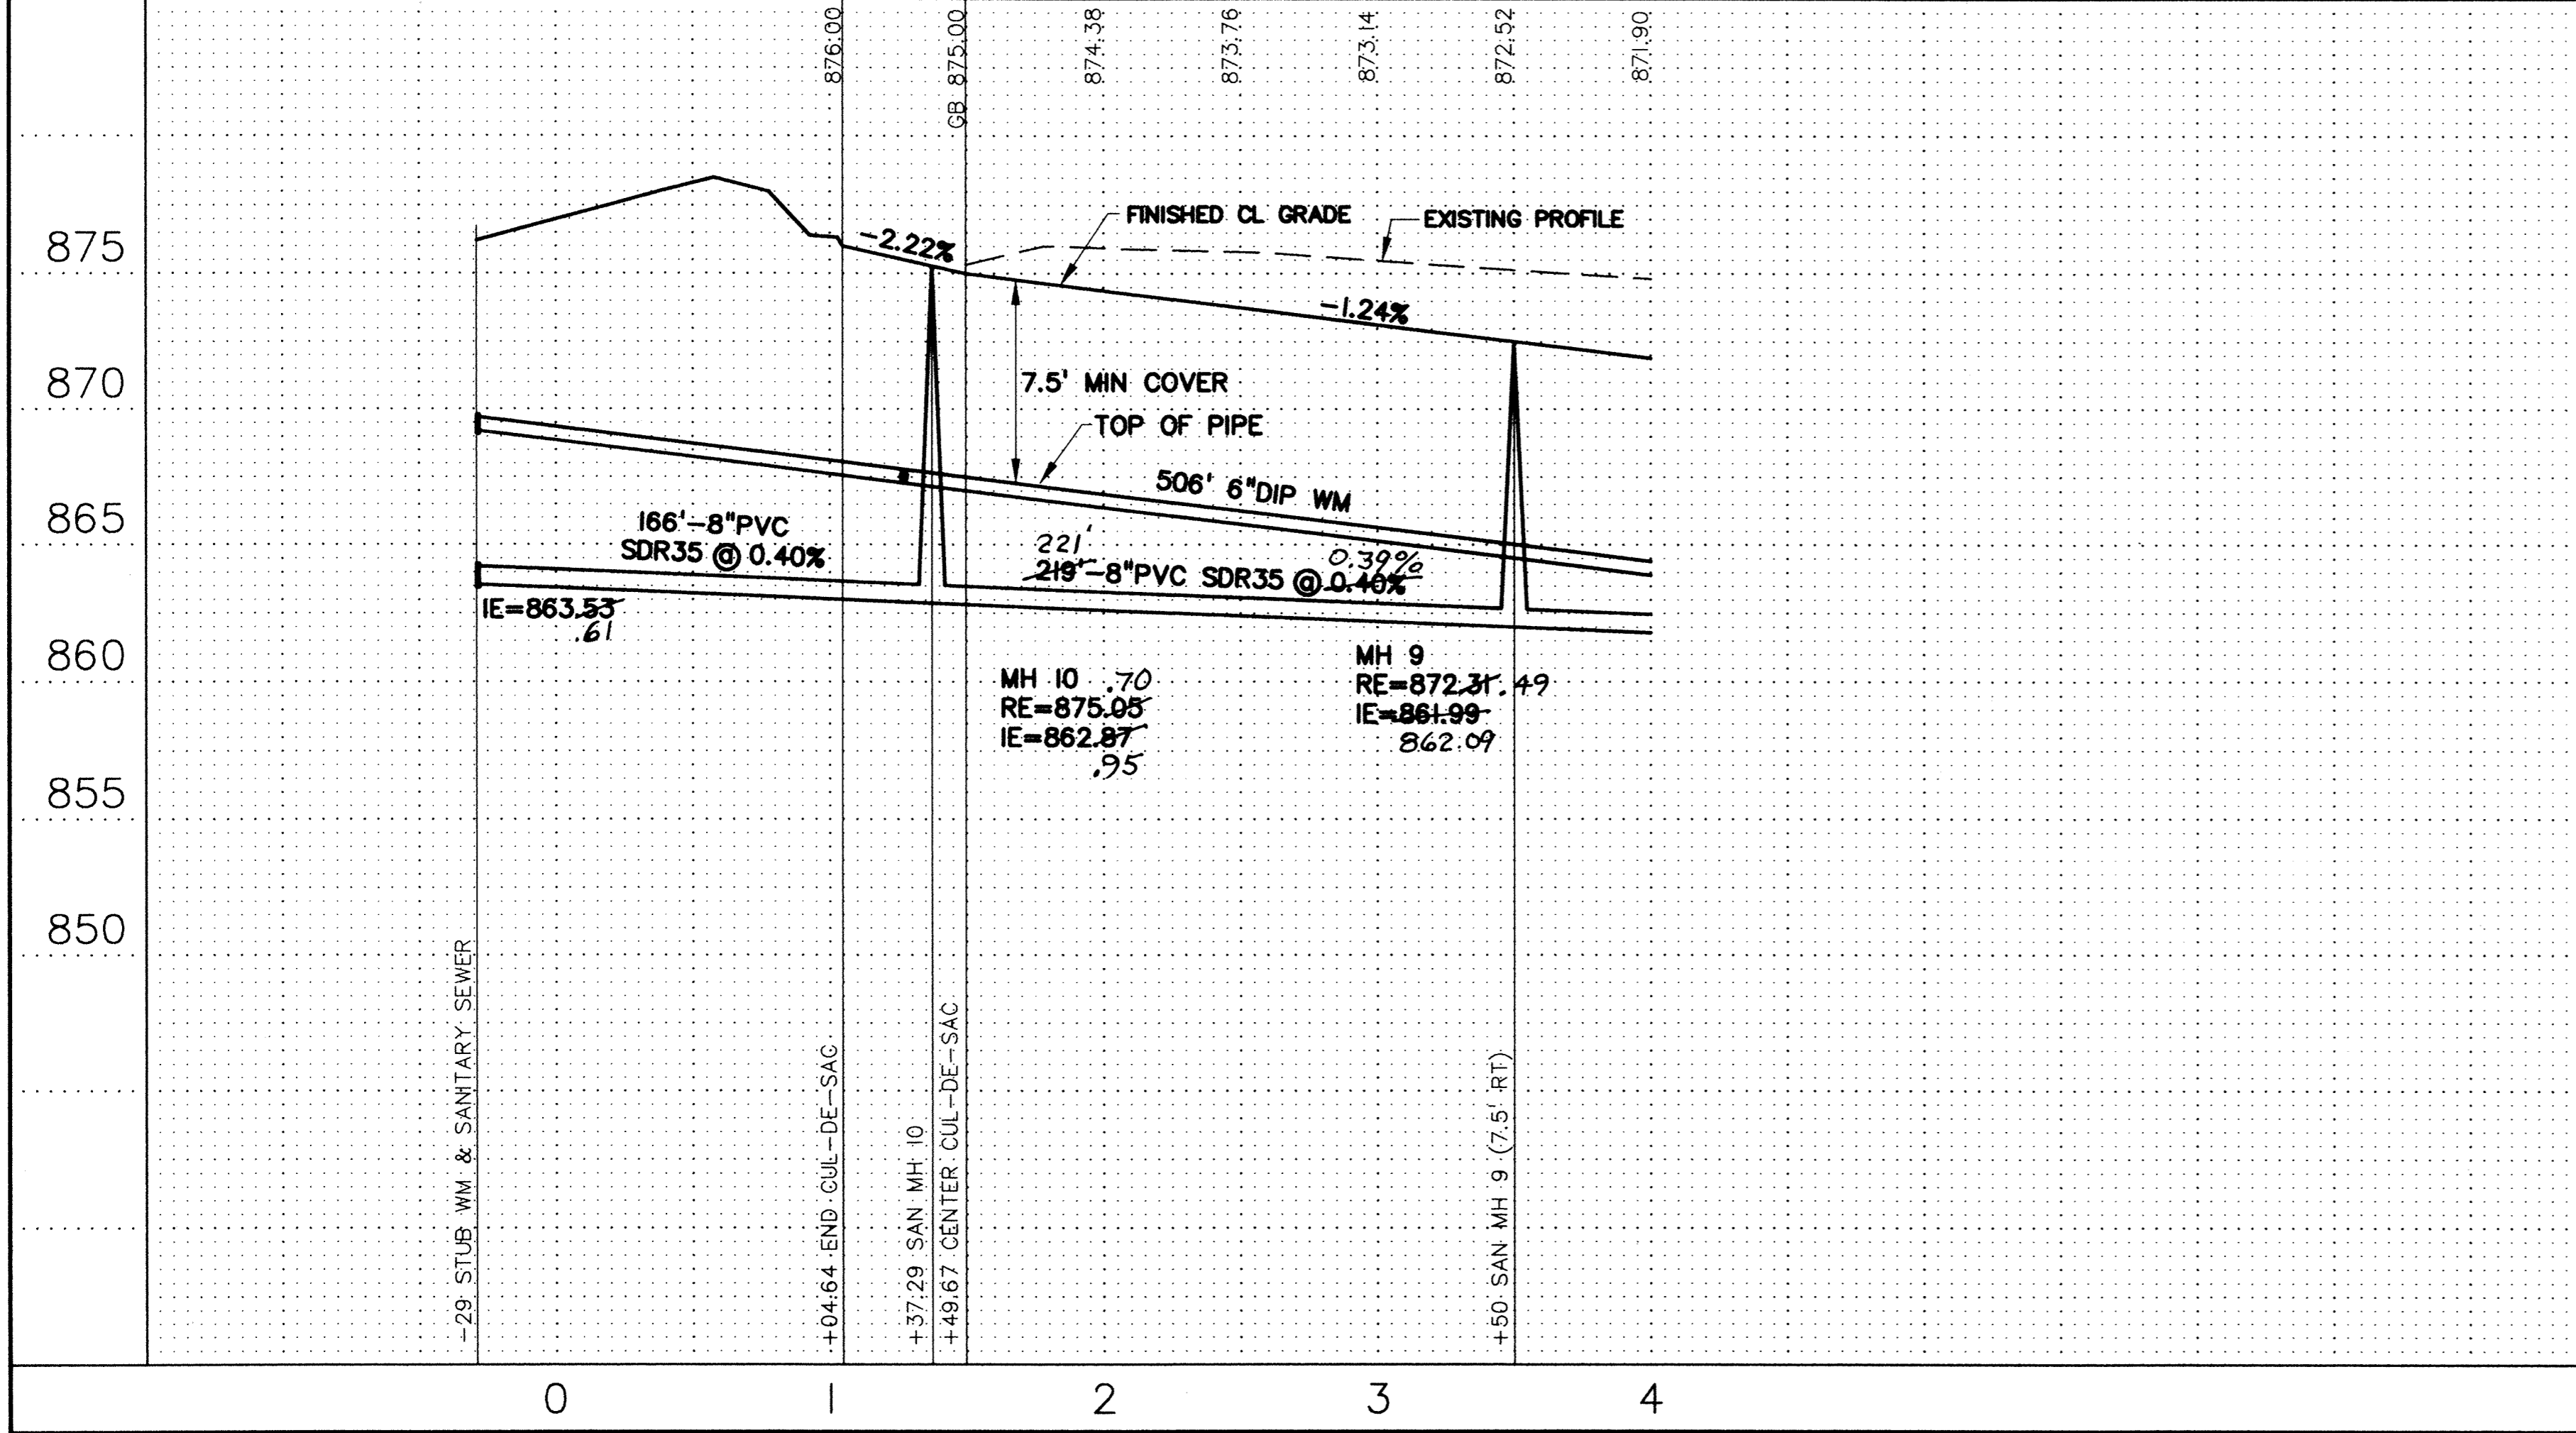 876.00
GB 875.00
874.38
873.76
873.14
872.52
871.90
FINISHED CL GRADE
EXISTING PROFILE
875
-2.22%
-1.24%
870
7.5' MIN COVER
TOP OF PIPE
506' 6"DIP WM
865
166'-8"PVC
SDR35 @ 0.40%
221'
0.39%
219'-8"PVC SDR35 @ 0.40%
IE=863.53
.61
860
MH 10 .70
RE=875.05
IE=862.87
.95
MH 9
RE=872.31 .49
IE=861.99
862.09
855
850
-29 STUB WM & SANITARY SEWER
+04.64 END CUL-DE-SAC
+37.29 SAN MH 10
+49.67 CENTER CUL-DE-SAC
+50 SAN MH 9 (7.5' RT)
0
1
2
3
4